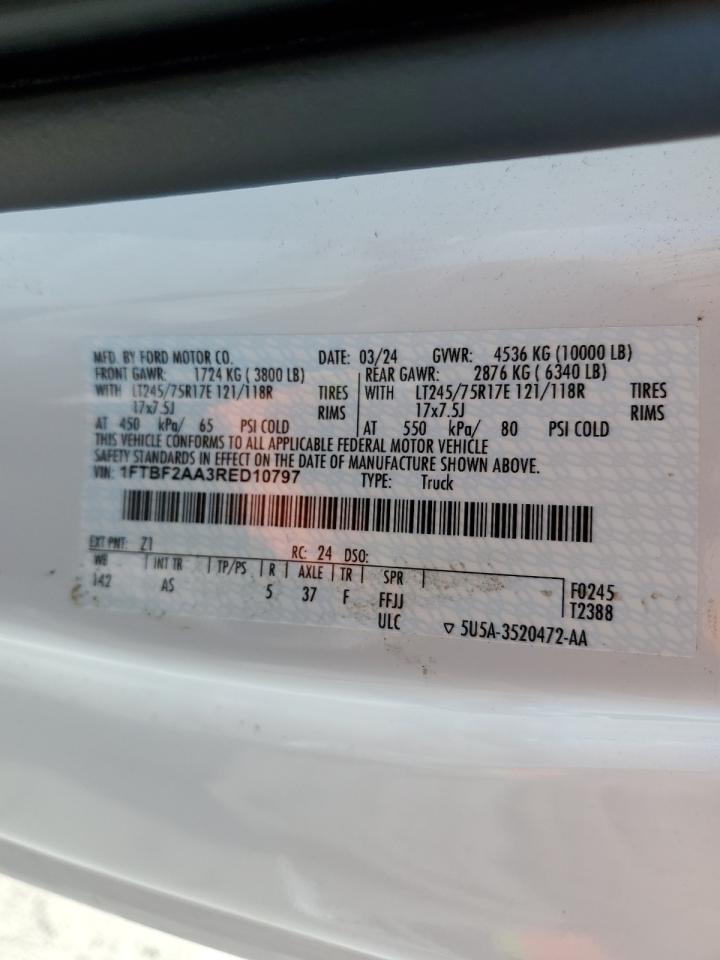 MFD. BY FORD MOTOR CO. DATE: 03/24 GVWR: 4536 KG (10000 LB)
FRONT GAWR: 1724 KG ( 3800 LB) REAR GAWR: 2876 KG ( 6340 LB)
WITH LT245/75R17E 121/118R TIRES WITH LT245/75R17E 121/118R TIRES
17x7.5J RIMS 17x7.5J RIMS
AT 450 kPa/ 65 PSI COLD AT 550 kPa/ 80 PSI COLD
THIS VEHICLE CONFORMS TO ALL APPLICABLE FEDERAL MOTOR VEHICLE
SAFETY STANDARDS IN EFFECT ON THE DATE OF MANUFACTURE SHOWN ABOVE.
VIN: 1FTBF2AA3RED10797 TYPE: Truck
EXT PNT: Z1 RC: 24 DSO:
WB INT TR TP/PS R AXLE TR SPR F0245
142 AS 5 37 F FFJJ T2388
ULC ▽ 5U5A-3520472-AA